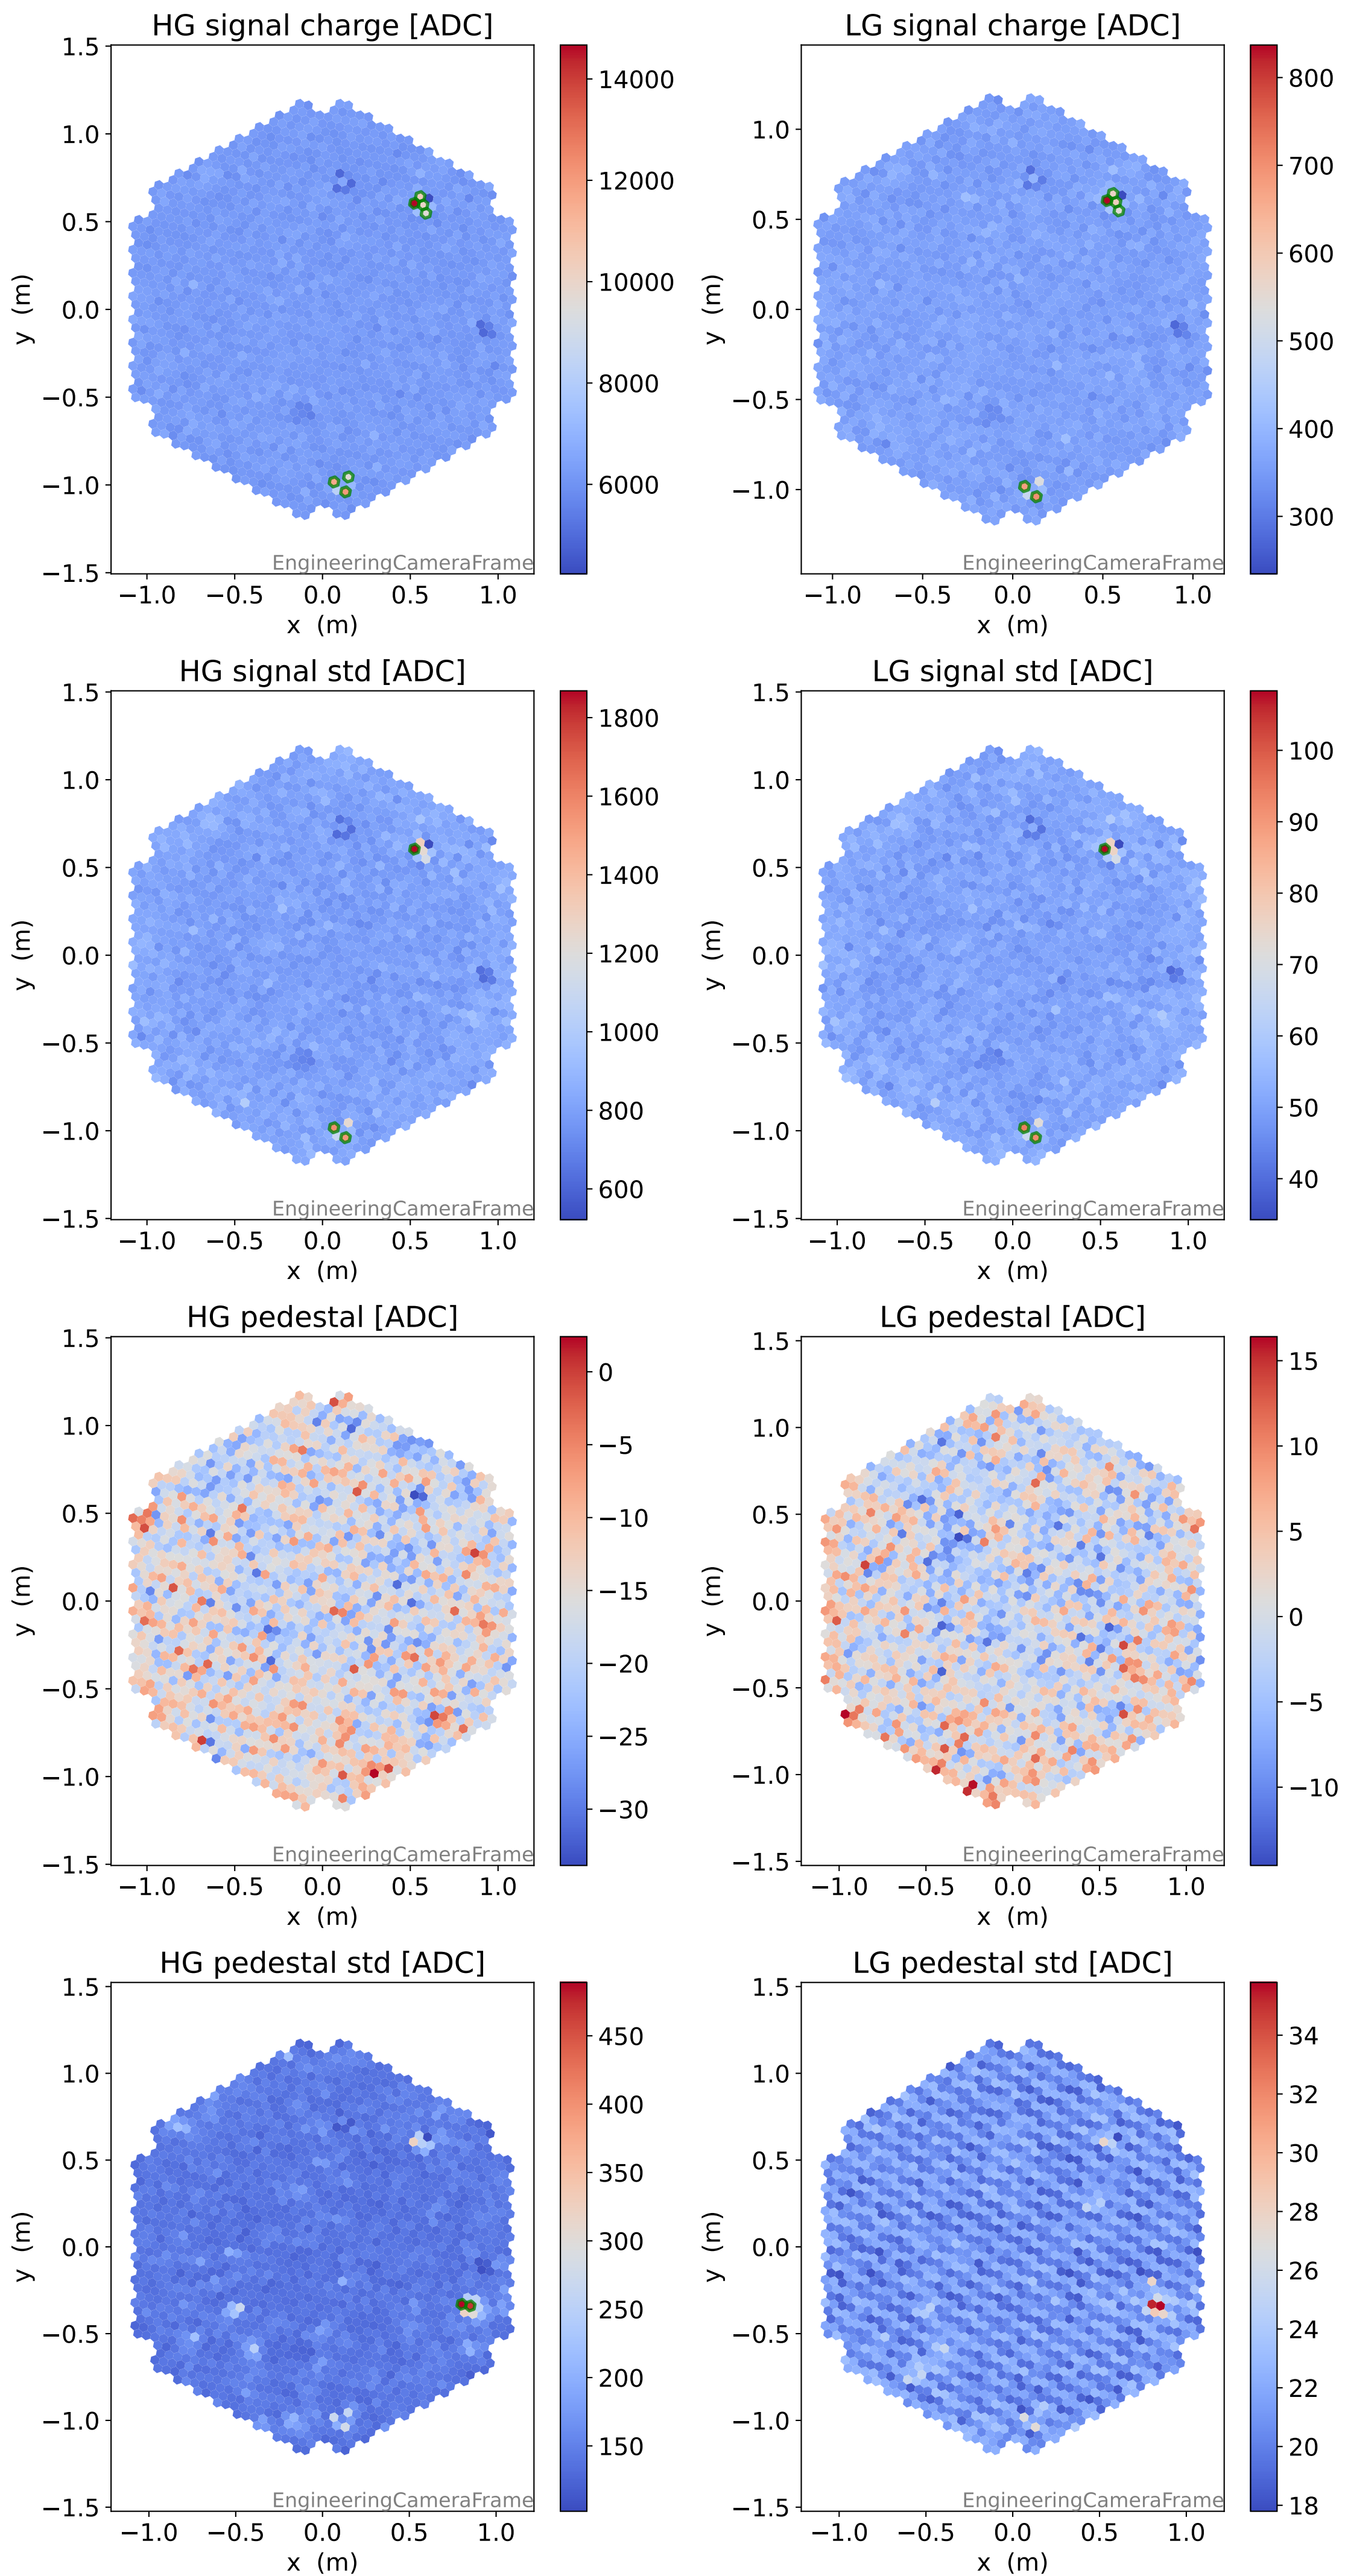 HG signal charge [ADC]
1.5
1.0
0.5
0.0
−0.5
−1.0
−1.5
y (m)
−1.0 −0.5 0.0 0.5 1.0
x (m)
EngineeringCameraFrame
14000
12000
10000
8000
6000
LG signal charge [ADC]
1.5
1.0
0.5
0.0
−0.5
−1.0
y (m)
−1.0 −0.5 0.0 0.5 1.0
x (m)
EngineeringCameraFrame
800
700
600
500
400
300
HG signal std [ADC]
1.5
1.0
0.5
0.0
−0.5
−1.0
−1.5
y (m)
−1.0 −0.5 0.0 0.5 1.0
x (m)
EngineeringCameraFrame
1800
1600
1400
1200
1000
800
600
LG signal std [ADC]
1.5
1.0
0.5
0.0
−0.5
−1.0
−1.5
y (m)
−1.0 −0.5 0.0 0.5 1.0
x (m)
EngineeringCameraFrame
100
90
80
70
60
50
40
HG pedestal [ADC]
1.5
1.0
0.5
0.0
−0.5
−1.0
−1.5
y (m)
−1.0 −0.5 0.0 0.5 1.0
x (m)
EngineeringCameraFrame
0
−5
−10
−15
−20
−25
−30
LG pedestal [ADC]
1.5
1.0
0.5
0.0
−0.5
−1.0
−1.5
y (m)
−1.0 −0.5 0.0 0.5 1.0
x (m)
EngineeringCameraFrame
15
10
5
0
−5
−10
HG pedestal std [ADC]
1.5
1.0
0.5
0.0
−0.5
−1.0
−1.5
y (m)
−1.0 −0.5 0.0 0.5 1.0
x (m)
EngineeringCameraFrame
450
400
350
300
250
200
150
LG pedestal std [ADC]
1.5
1.0
0.5
0.0
−0.5
−1.0
−1.5
y (m)
−1.0 −0.5 0.0 0.5 1.0
x (m)
EngineeringCameraFrame
34
32
30
28
26
24
22
20
18